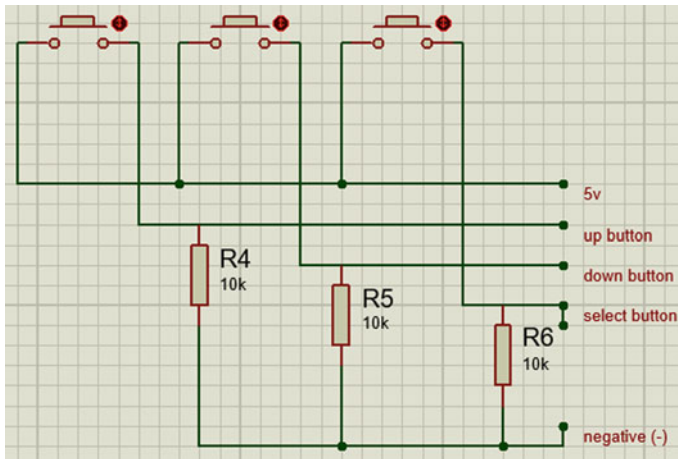 5v
up button
R4
10k
down button
R5
10k
select button
R6
10k
negative (-)